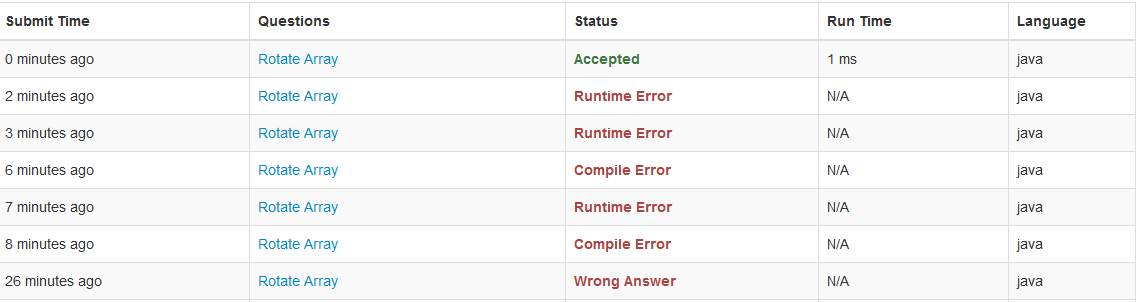 Submit Time Questions Status Run Time Language
0 minutes ago Rotate Array Accepted 1 ms java
2 minutes ago Rotate Array Runtime Error N/A java
3 minutes ago Rotate Array Runtime Error N/A java
6 minutes ago Rotate Array Compile Error N/A java
7 minutes ago Rotate Array Runtime Error N/A java
8 minutes ago Rotate Array Compile Error N/A java
26 minutes ago Rotate Array Wrong Answer N/A java